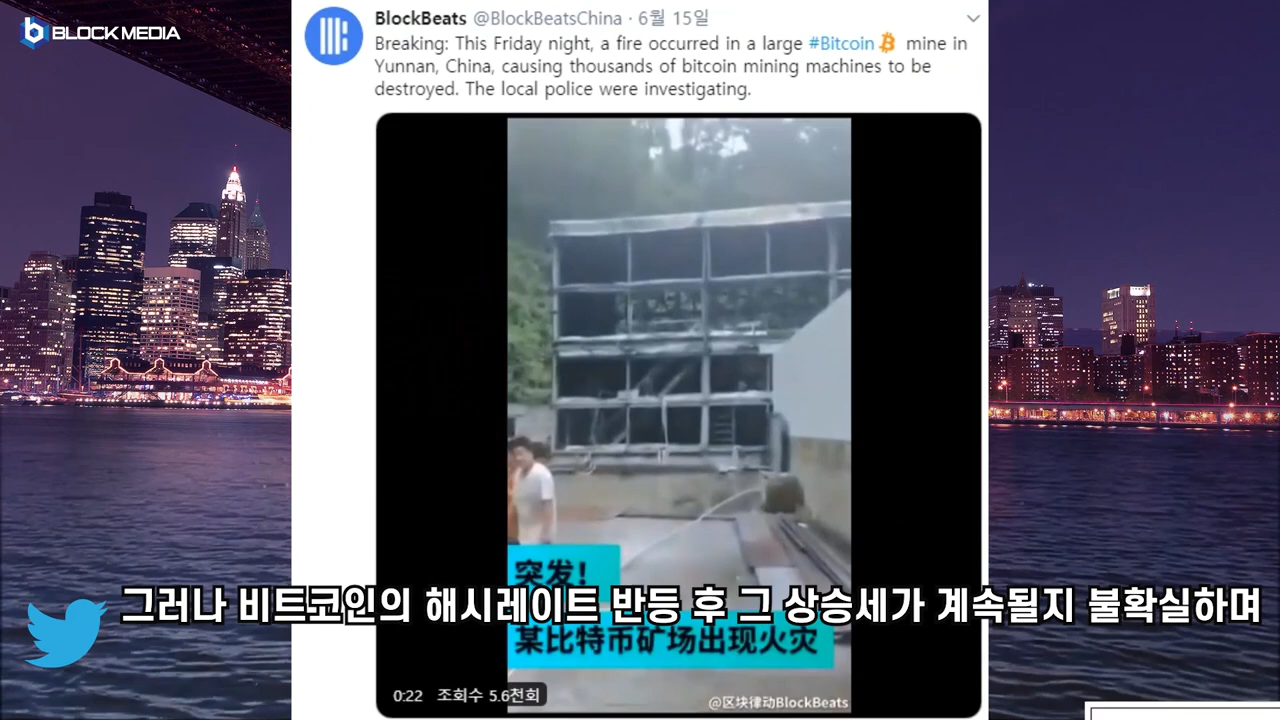 BLOCK MEDIA
BlockBeats @BlockBeatsChina · 6월 15일
Breaking: This Friday night, a fire occurred in a large #Bitcoin mine in
Yunnan, China, causing thousands of bitcoin mining machines to be
destroyed. The local police were investigating.
突发!
그러나 비트코인의 해시레이트 반등 후 그 상승세가 계속될지 불확실하며
某比特币矿场出现火灾
0:22 조회수 5.6천회
@区块律动BlockBeats